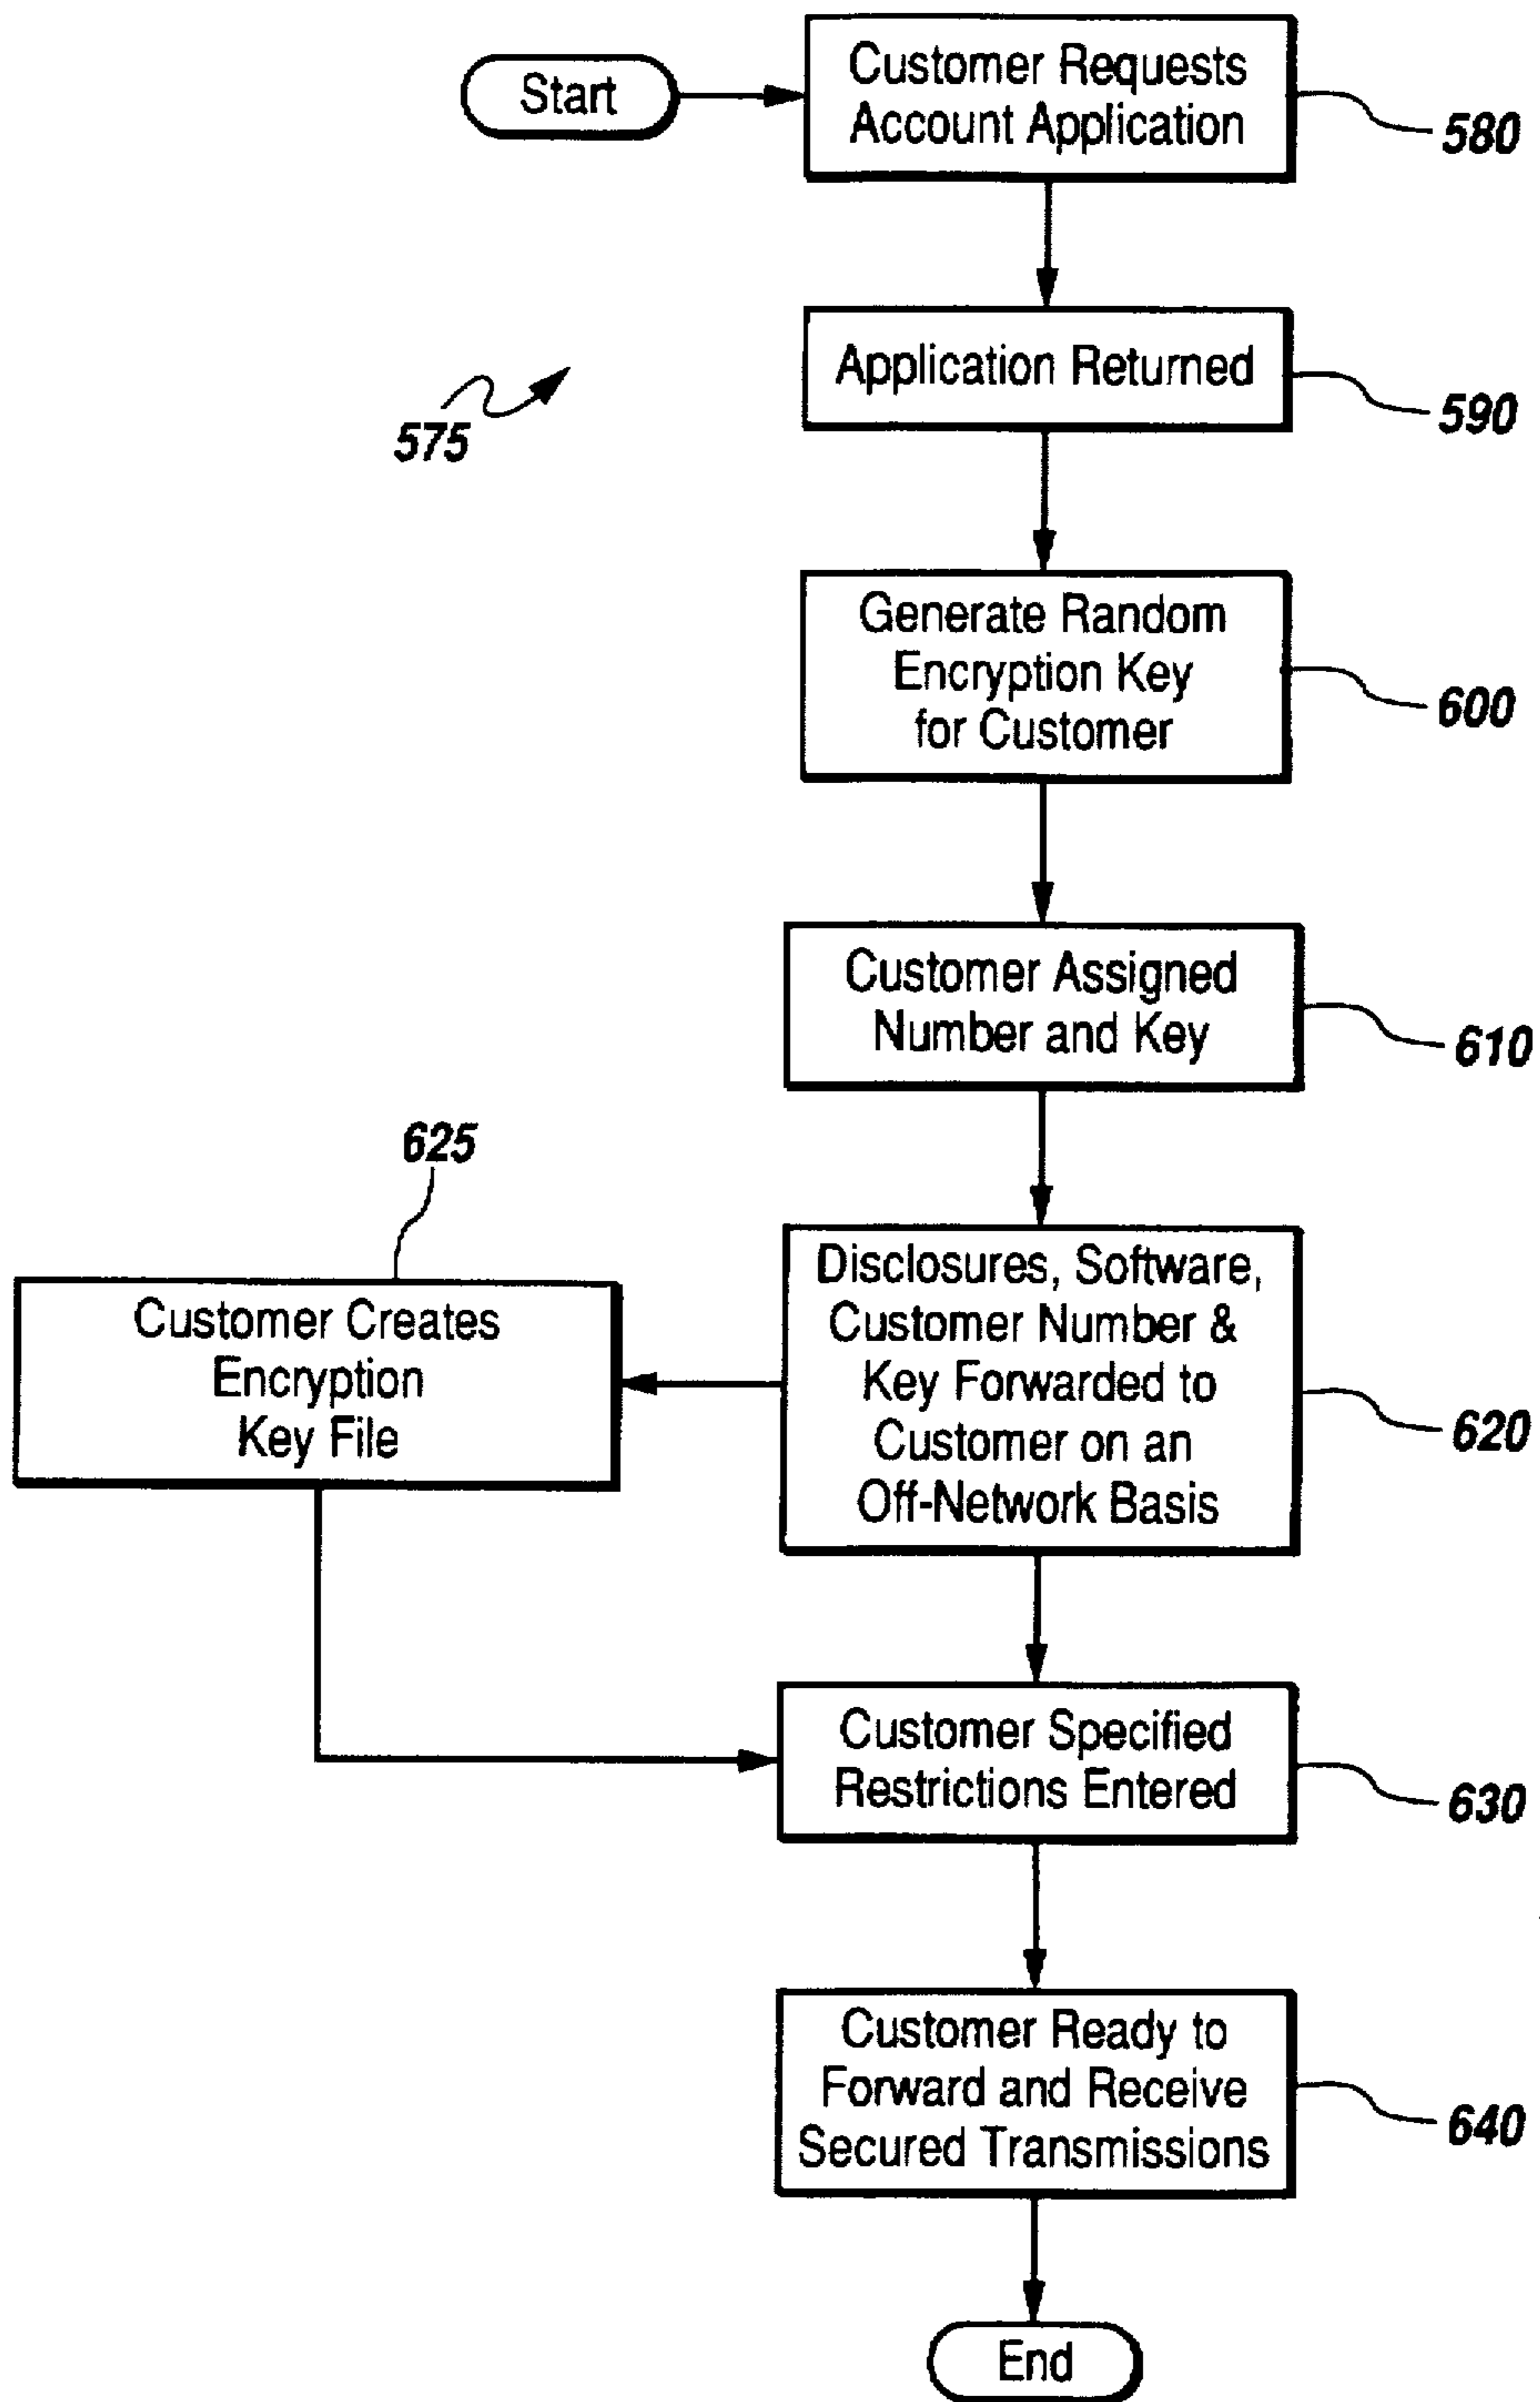 Start
Customer Requests
Account Application
580
Application Returned
590
575
Generate Random
Encryption Key
for Customer
600
Customer Assigned
Number and Key
610
625
Disclosures, Software,
Customer Number &
Key Forwarded to
Customer on an
Off-Network Basis
620
Customer Creates
Encryption
Key File
Customer Specified
Restrictions Entered
630
Customer Ready to
Forward and Receive
Secured Transmissions
640
End